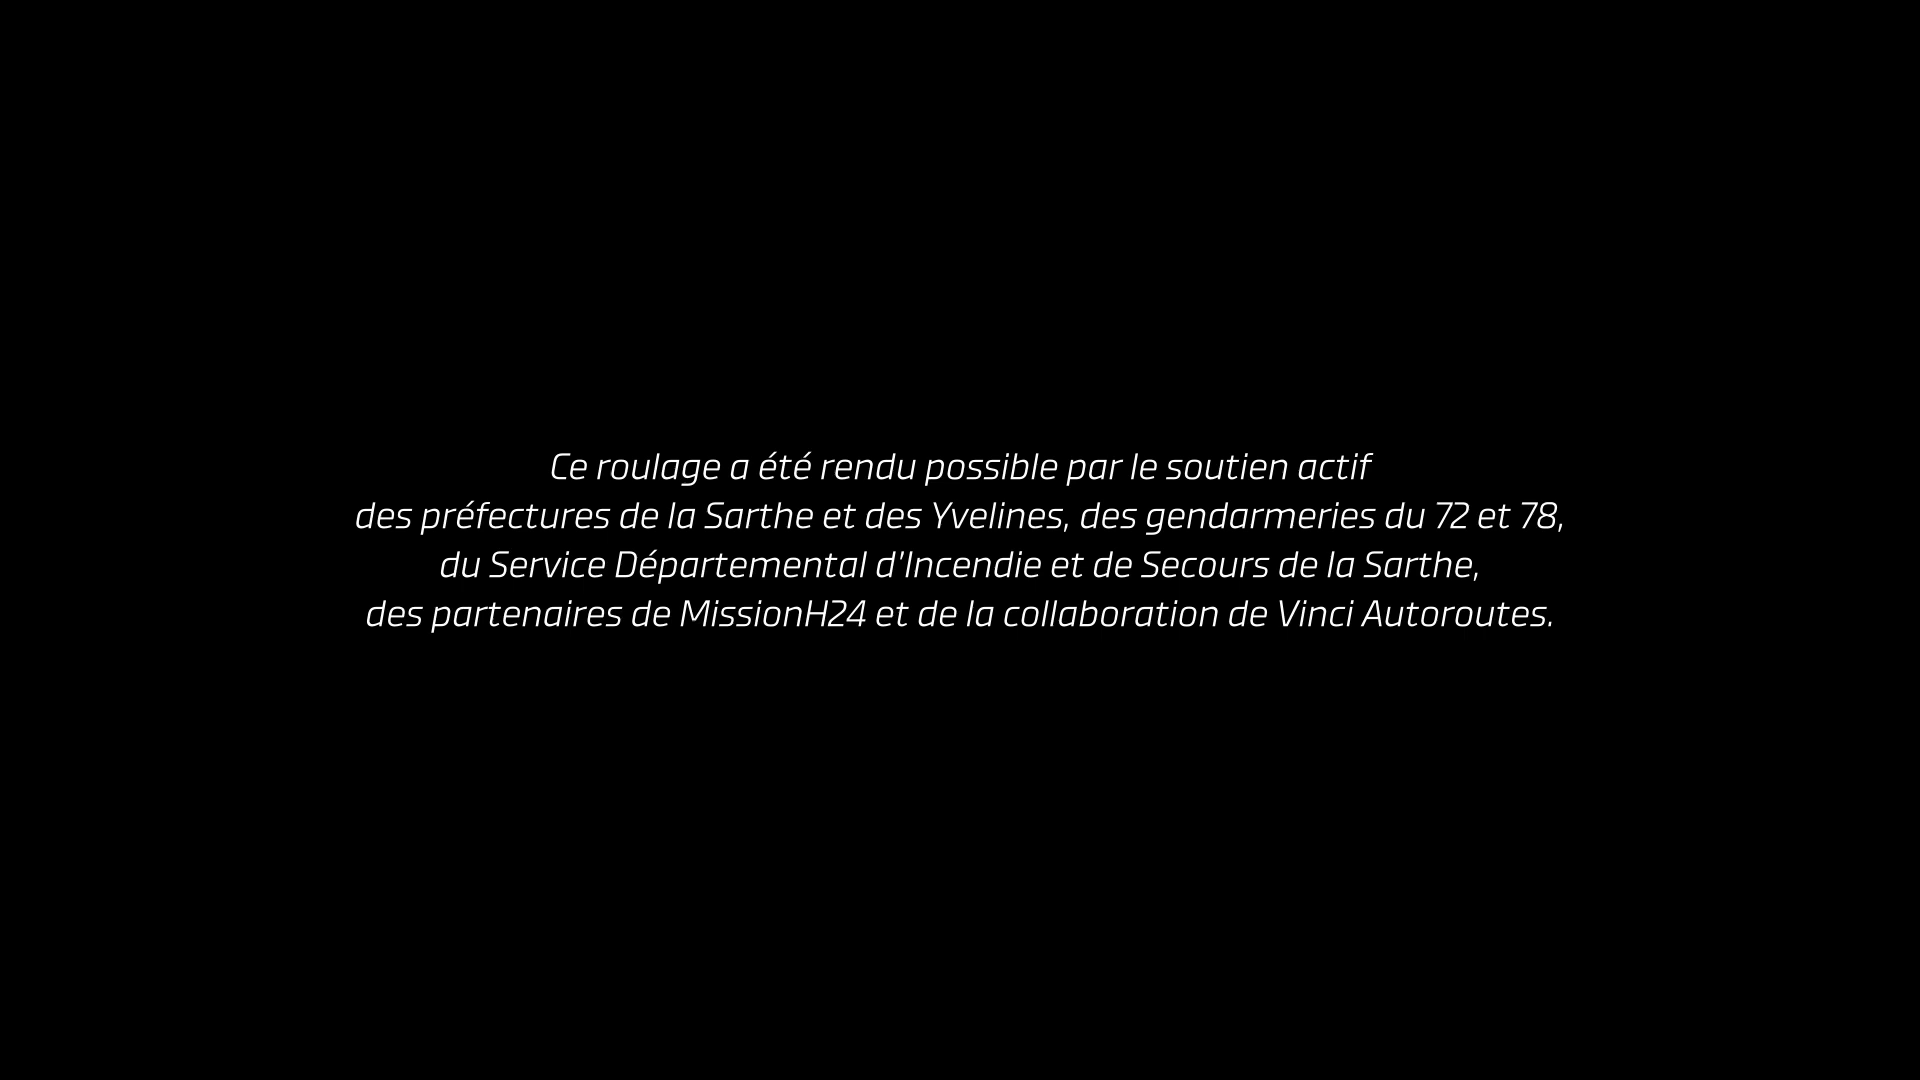 Ce roulage a été rendu possible par le soutien actif
des préfectures de la Sarthe et des Yvelines, des gendarmeries du 72 et 78,
du Service Départemental d'Incendie et de Secours de la Sarthe,
des partenaires de MissionH24 et de la collaboration de Vinci Autoroutes.